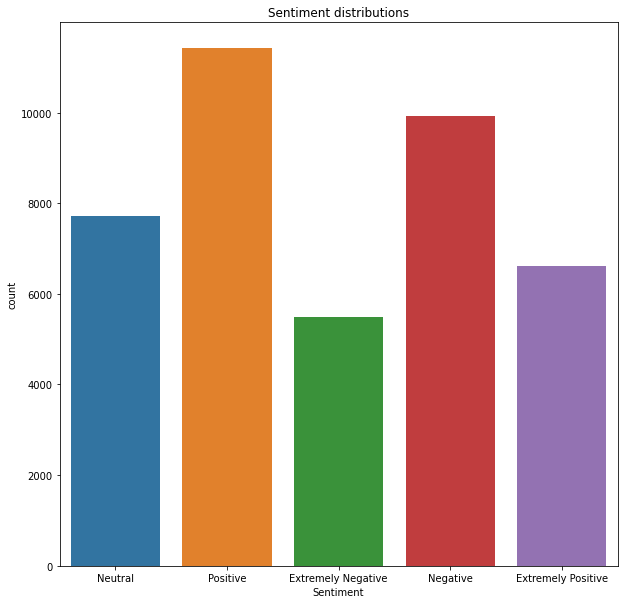 Sentiment distributions
10000
8000
6000
4000
2000
0
count
Neutral Positive Extremely Negative Negative Extremely Positive
Sentiment